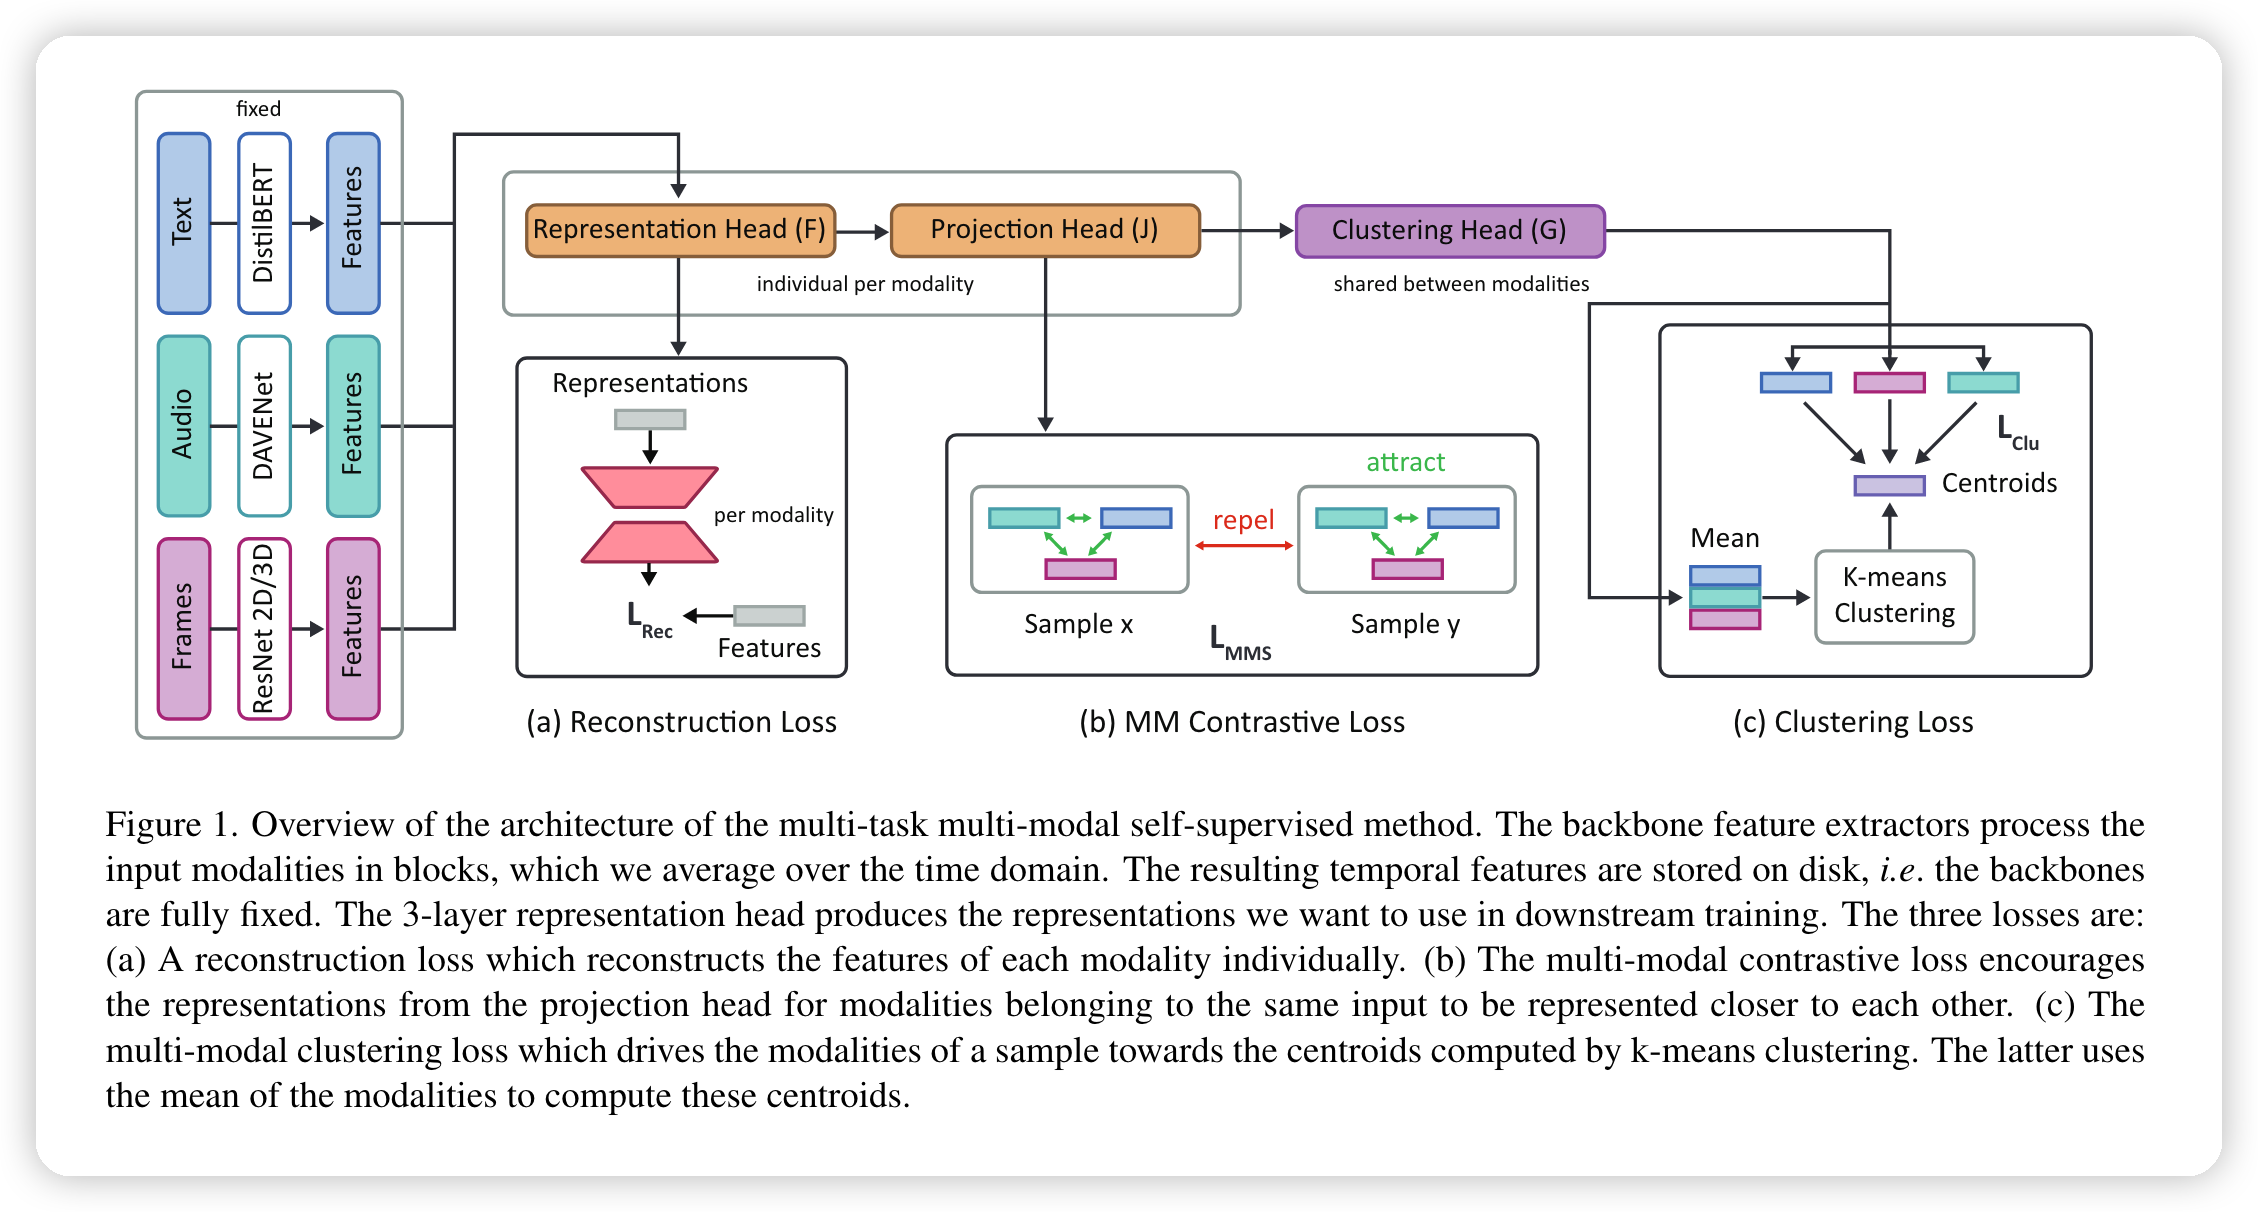 fixed
Text
DistilBERT
Features
Audio
DAVENet
Features
Frames
ResNet 2D/3D
Features
Representation Head (F)
Projection Head (J)
individual per modality
Clustering Head (G)
shared between modalities
Representations
per modality
L_Rec
Features
(a) Reconstruction Loss
attract
repel
Sample x
Sample y
L_MMS
(b) MM Contrastive Loss
L_Clu
Centroids
Mean
K-means
Clustering
(c) Clustering Loss
Figure 1. Overview of the architecture of the multi-task multi-modal self-supervised method. The backbone feature extractors process the
input modalities in blocks, which we average over the time domain. The resulting temporal features are stored on disk, i.e. the backbones
are fully fixed. The 3-layer representation head produces the representations we want to use in downstream training. The three losses are:
(a) A reconstruction loss which reconstructs the features of each modality individually. (b) The multi-modal contrastive loss encourages
the representations from the projection head for modalities belonging to the same input to be represented closer to each other. (c) The
multi-modal clustering loss which drives the modalities of a sample towards the centroids computed by k-means clustering. The latter uses
the mean of the modalities to compute these centroids.